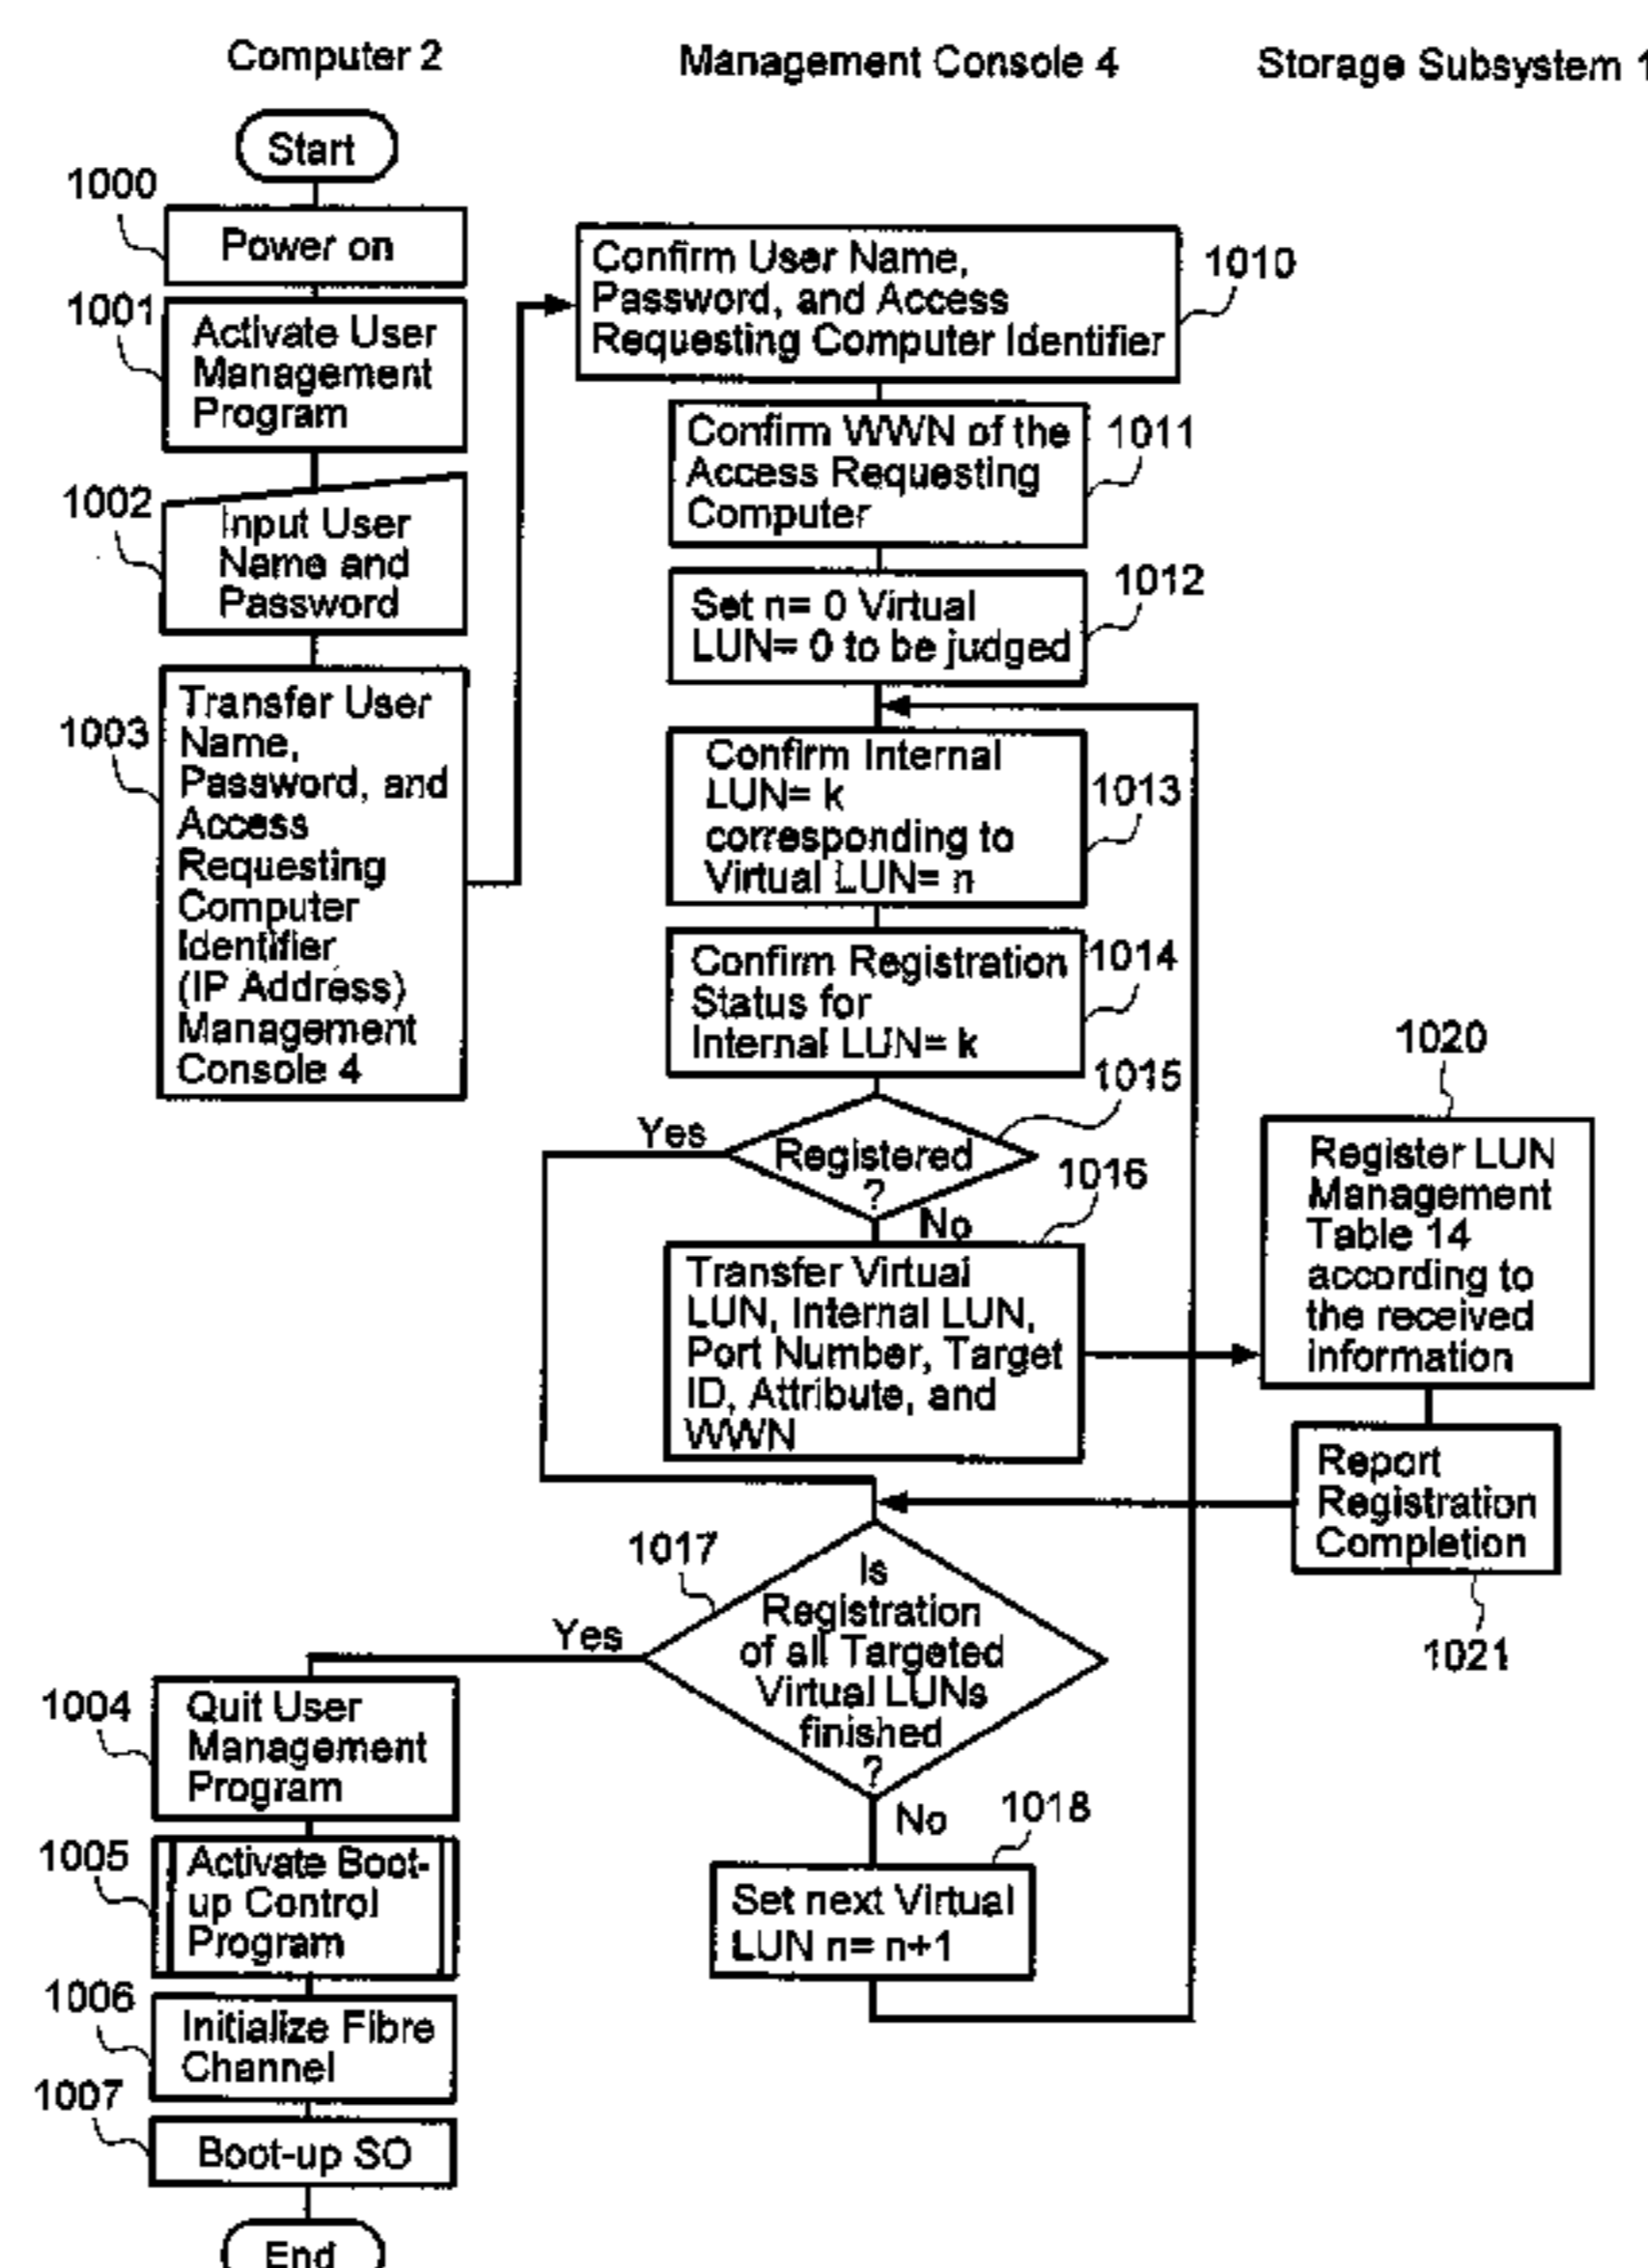 Computer 2
Management Console 4
Storage Subsystem 1
Start
1000
Power on
1001
Activate User
Management
Program
1002
Input User
Name and
Password
1003
Transfer User
Name,
Password, and
Access
Requesting
Computer
Identifier
(IP Address)
Management
Console 4
Confirm User Name,
Password, and Access
Requesting Computer Identifier
1010
Confirm WWN of the
Access Requesting
Computer
1011
Set n= 0 Virtual
LUN= 0 to be judged
1012
Confirm Internal
LUN= k
corresponding to
Virtual LUN= n
1013
Confirm Registration
Status for
Internal LUN= k
1014
Registered
?
1015
Yes
No
1016
Transfer Virtual
LUN, Internal LUN,
Port Number, Target
ID, Attribute, and
WWN
1020
Register LUN
Management
Table 14
according to
the received
information
Report
Registration
Completion
1021
1017
Is
Registration
of all Targeted
Virtual LUNs
finished
?
Yes
No
1018
Set next Virtual
LUN n= n+1
1004
Quit User
Management
Program
1005
Activate Boot-
up Control
Program
1006
Initialize Fibre
Channel
1007
Boot-up SO
End